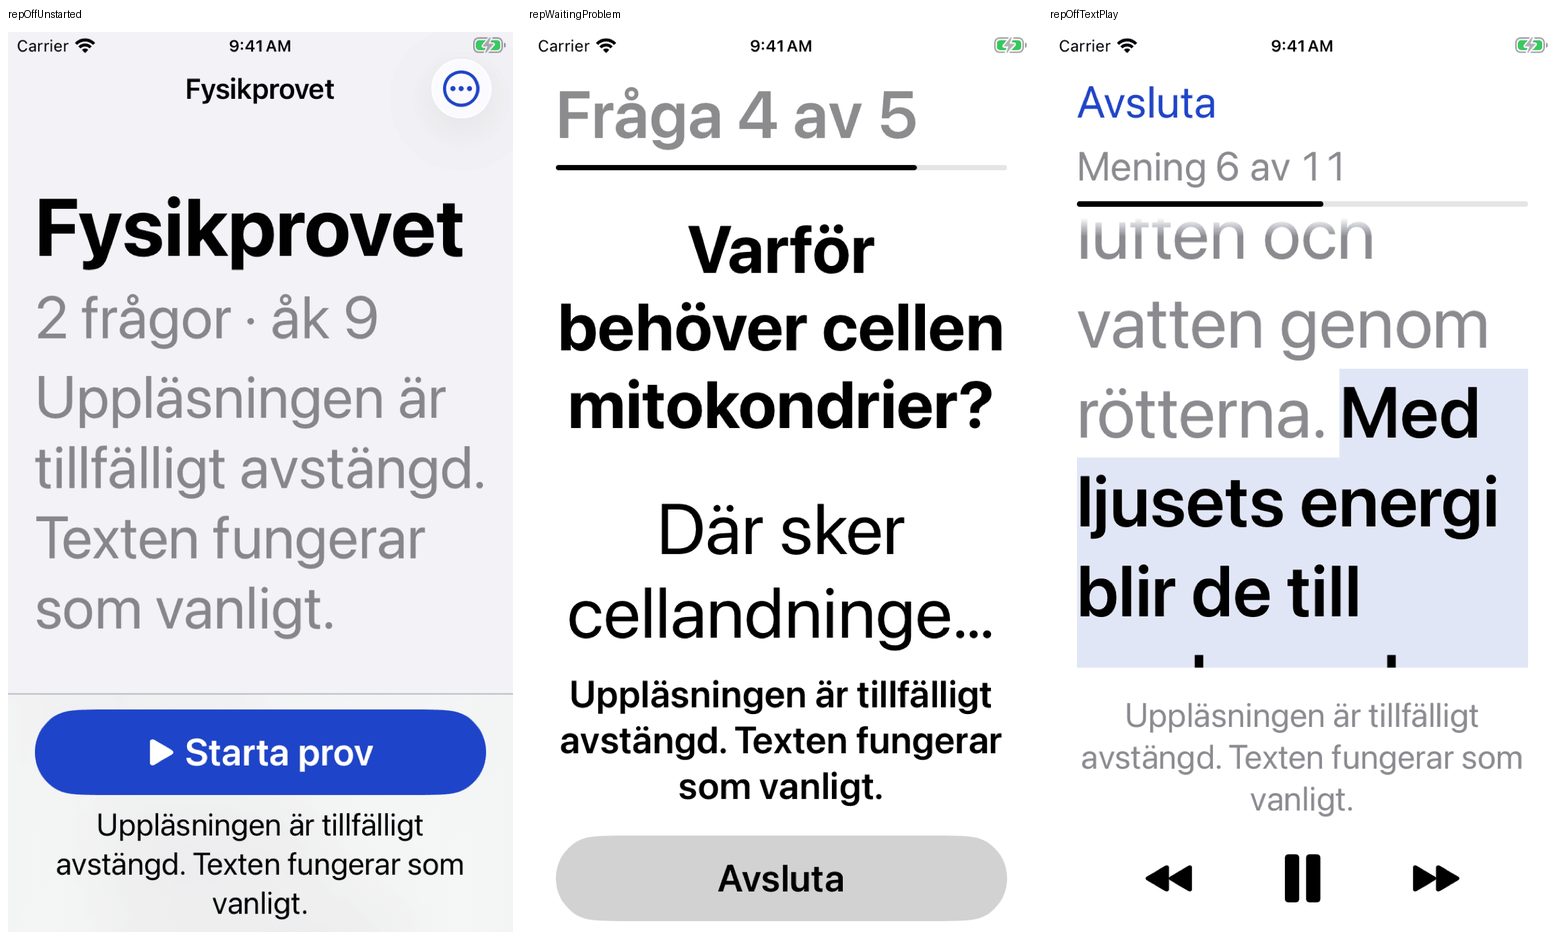 repOffUnstarted
Carrier 9:41 AM
Fysikprovet
Fysikprovet
2 frågor · åk 9
Uppläsningen är
tillfälligt avstängd.
Texten fungerar
som vanligt.
Starta prov
Uppläsningen är tillfälligt
avstängd. Texten fungerar som
vanligt.
repWaitingProblem
Carrier 9:41 AM
Fråga 4 av 5
Varför
behöver cellen
mitokondrier?
Där sker
cellandninge...
Uppläsningen är tillfälligt
avstängd. Texten fungerar
som vanligt.
Avsluta
repOffTextPlay
Carrier 9:41 AM
Avsluta
Mening 6 av 11
luften och
vatten genom
rötterna. Med
ljusets energi
blir de till
Uppläsningen är tillfälligt
avstängd. Texten fungerar som
vanligt.